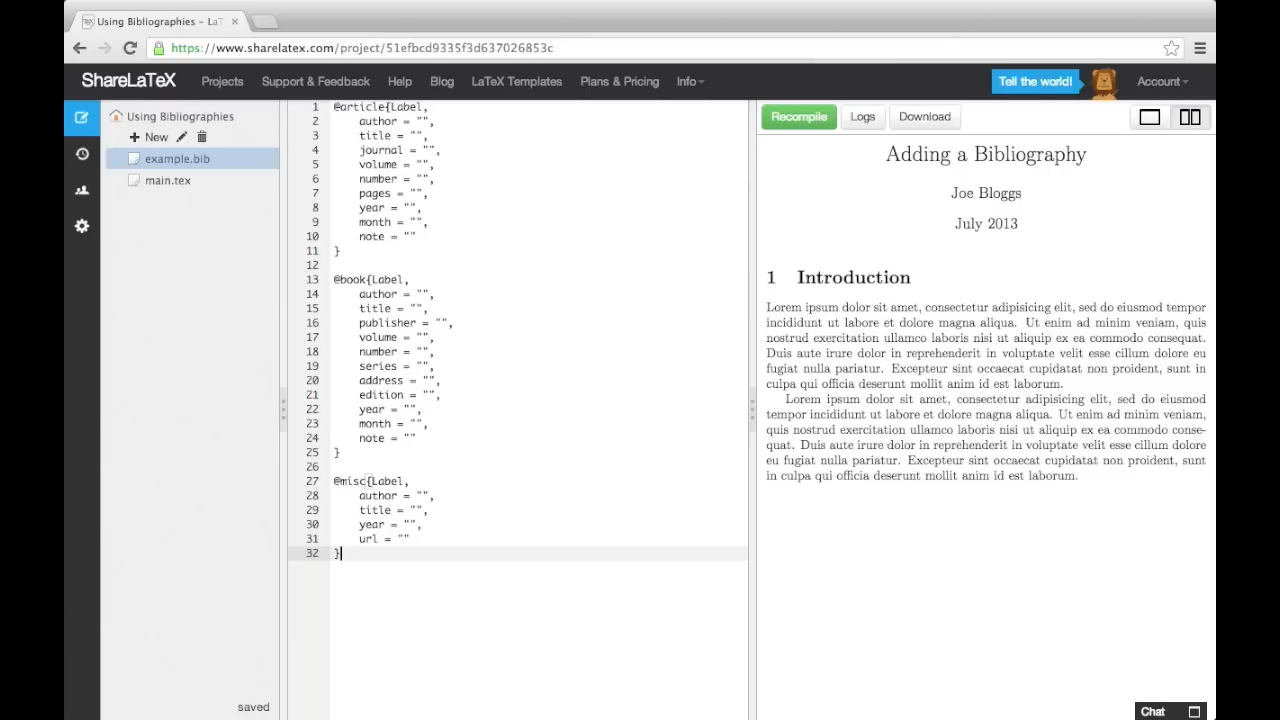 Using Bibliographies - LaT
https://www.sharelatex.com/project/51efbcd9335f3d637026853c
ShareLaTeX Projects Support & Feedback Help Blog LaTeX Templates Plans & Pricing Info Tell the world! Account
Using Bibliographies
New
example.bib
main.tex
saved
1 @article{Label,
2 author = "",
3 title = "",
4 journal = "",
5 volume = "",
6 number = "",
7 pages = "",
8 year = "",
9 month = "",
10 note = ""
11 }
12
13 @book{Label,
14 author = "",
15 title = "",
16 publisher = "",
17 volume = "",
18 number = "",
19 series = "",
20 address = "",
21 edition = "",
22 year = "",
23 month = "",
24 note = ""
25 }
26
27 @misc{Label,
28 author = "",
29 title = "",
30 year = "",
31 url = ""
32 }
Recompile Logs Download
Adding a Bibliography
Joe Bloggs
July 2013
1 Introduction
Lorem ipsum dolor sit amet, consectetur adipisicing elit, sed do eiusmod tempor
incididunt ut labore et dolore magna aliqua. Ut enim ad minim veniam, quis
nostrud exercitation ullamco laboris nisi ut aliquip ex ea commodo consequat.
Duis aute irure dolor in reprehenderit in voluptate velit esse cillum dolore eu
fugiat nulla pariatur. Excepteur sint occaecat cupidatat non proident, sunt in
culpa qui officia deserunt mollit anim id est laborum.
Lorem ipsum dolor sit amet, consectetur adipisicing elit, sed do eiusmod
tempor incididunt ut labore et dolore magna aliqua. Ut enim ad minim veniam,
quis nostrud exercitation ullamco laboris nisi ut aliquip ex ea commodo conse-
quat. Duis aute irure dolor in reprehenderit in voluptate velit esse cillum dolore
eu fugiat nulla pariatur. Excepteur sint occaecat cupidatat non proident, sunt
in culpa qui officia deserunt mollit anim id est laborum.
Chat